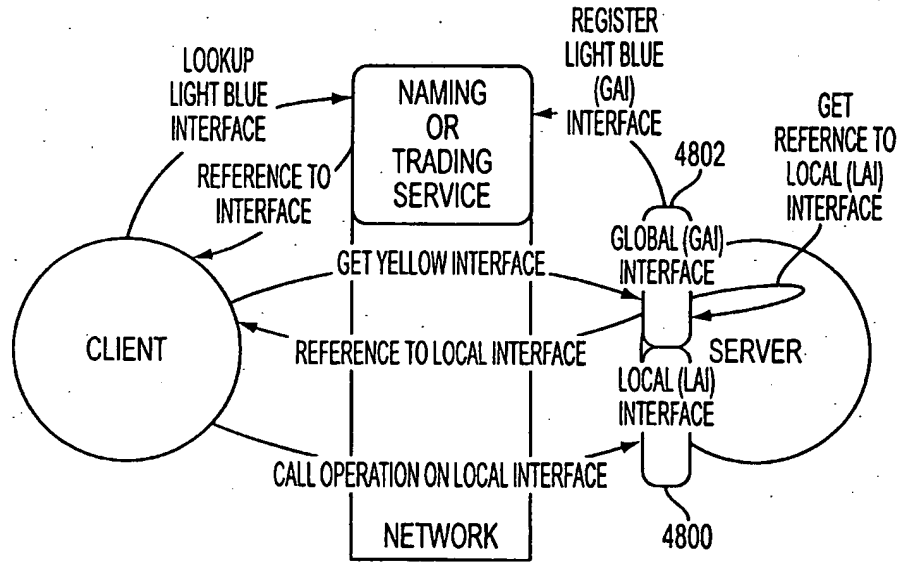 LOOKUP
LIGHT BLUE
INTERFACE
NAMING
OR
TRADING
SERVICE
REGISTER
LIGHT BLUE
(GAI)
INTERFACE
GET
REFERNCE TO
LOCAL (LAI)
INTERFACE
4802
REFERENCE TO
INTERFACE
GLOBAL (GAI)
INTERFACE
GET YELLOW INTERFACE
CLIENT
REFERENCE TO LOCAL INTERFACE
SERVER
LOCAL (LAI)
INTERFACE
CALL OPERATION ON LOCAL INTERFACE
NETWORK
4800